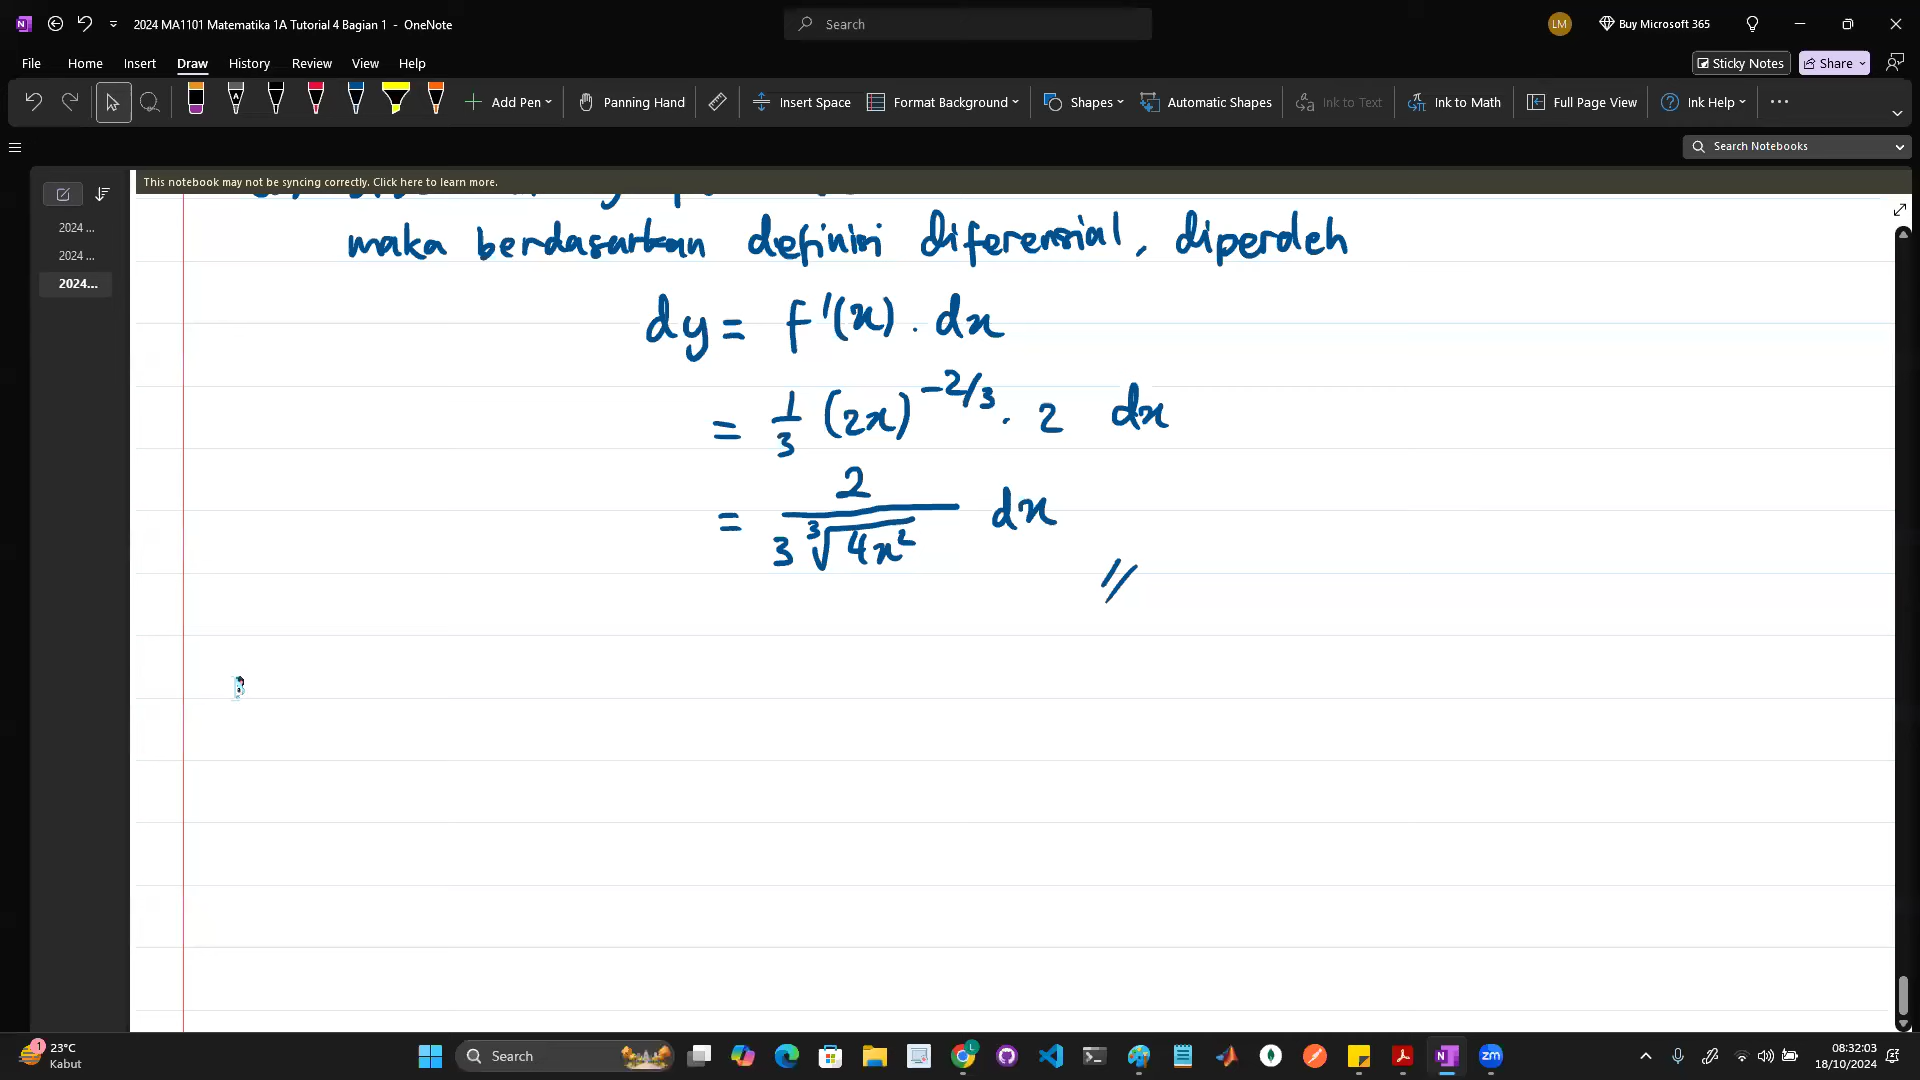 2024 MA1101 Matematika 1A Tutorial 4 Bagian 1 - OneNote
Search
LM
Buy Microsoft 365
File Home Insert Draw History Review View Help
Sticky Notes
Share
Add Pen
Panning Hand
Insert Space
Format Background
Shapes
Automatic Shapes
Ink to Text
Ink to Math
Full Page View
Ink Help
Search Notebooks
This notebook may not be syncing correctly. Click here to learn more.
2024 ...
2024 ...
2024...
maka berdasarkan definisi diferensial, diperoleh
dy = f'(x) . dx
= 1/3 (2x)^-2/3 . 2 dx
= 2/(3 ∛(4x²)) dx
//
1
23°C
Kabut
Search
L
zm
08:32:03
18/10/2024